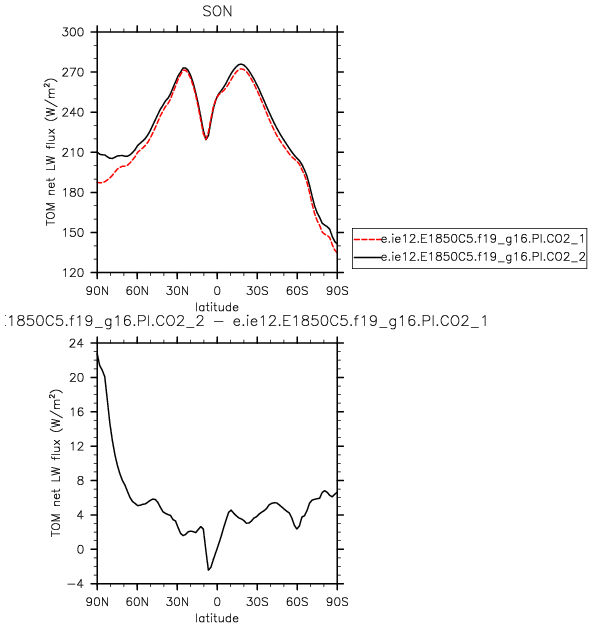 SON
TOM net LW flux (W/m²)
300
270
240
210
180
150
120
90N 60N 30N 0 30S 60S 90S
latitude
e.ie12.E1850C5.f19_g16.PI.CO2_1
e.ie12.E1850C5.f19_g16.PI.CO2_2
.1850C5.f19_g16.PI.CO2_2 − e.ie12.E1850C5.f19_g16.PI.CO2_1
TOM net LW flux (W/m²)
24
20
16
12
8
4
0
−4
90N 60N 30N 0 30S 60S 90S
latitude